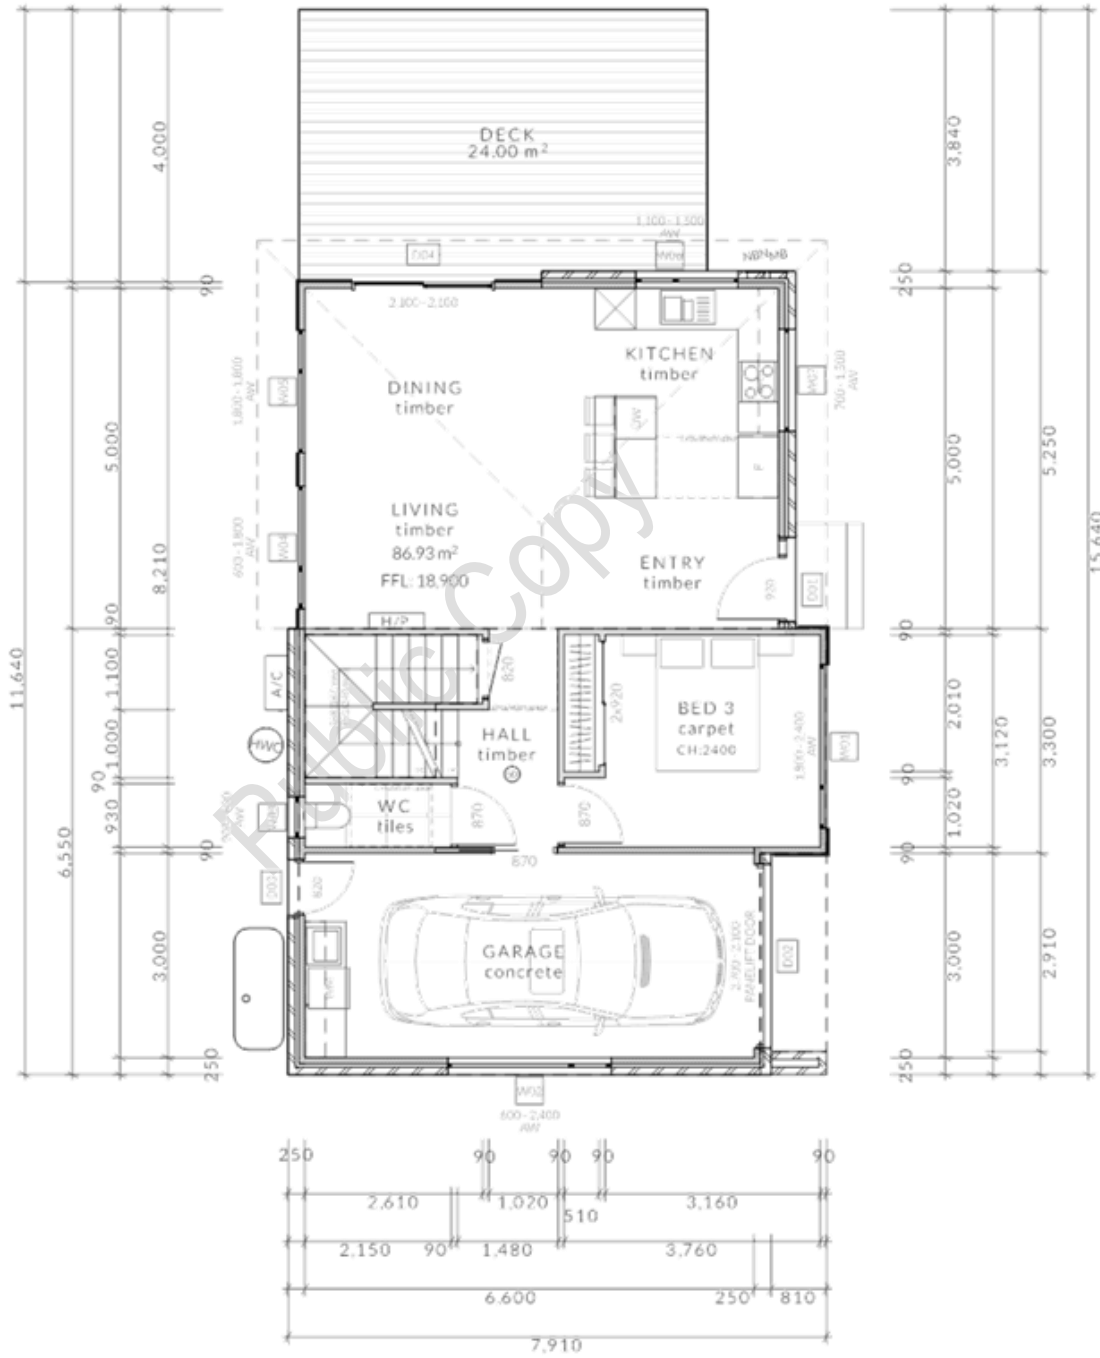 DECK
24.00 m²
4,000
3,840
1,100 - 1,500
AW
W06
D04
90
250
2,100 - 2,100
KITCHEN
timber
DINING
timber
W05
1,800 - 1,800
AW
700 - 1,500
AW
DW
P
5,000
5,000
5,250
LIVING
timber
86.93 m²
FFL: 18,900
ENTRY
timber
W04
600 - 1,800
AW
930
D01
8,210
15,640
11,640
H/P
90
90
A/C
1,100
820
2x920
BED 3
carpet
CH:2400
2,010
3,120
3,300
HWC
HALL
timber
1,000
1,800 - 2,400
AW
W01
90
90
WC
tiles
930
870
870
1,020
6,550
90
870
90
D03
820
GARAGE
concrete
2,700 - 2,100
PANELIFT DOOR
D02
3,000
3,000
2,910
250
250
W02
600 - 2,400
AW
250
90
90
90
90
2,610
1,020
510
3,160
2,150
90
1,480
3,760
6,600
250
810
7,910
Public Copy